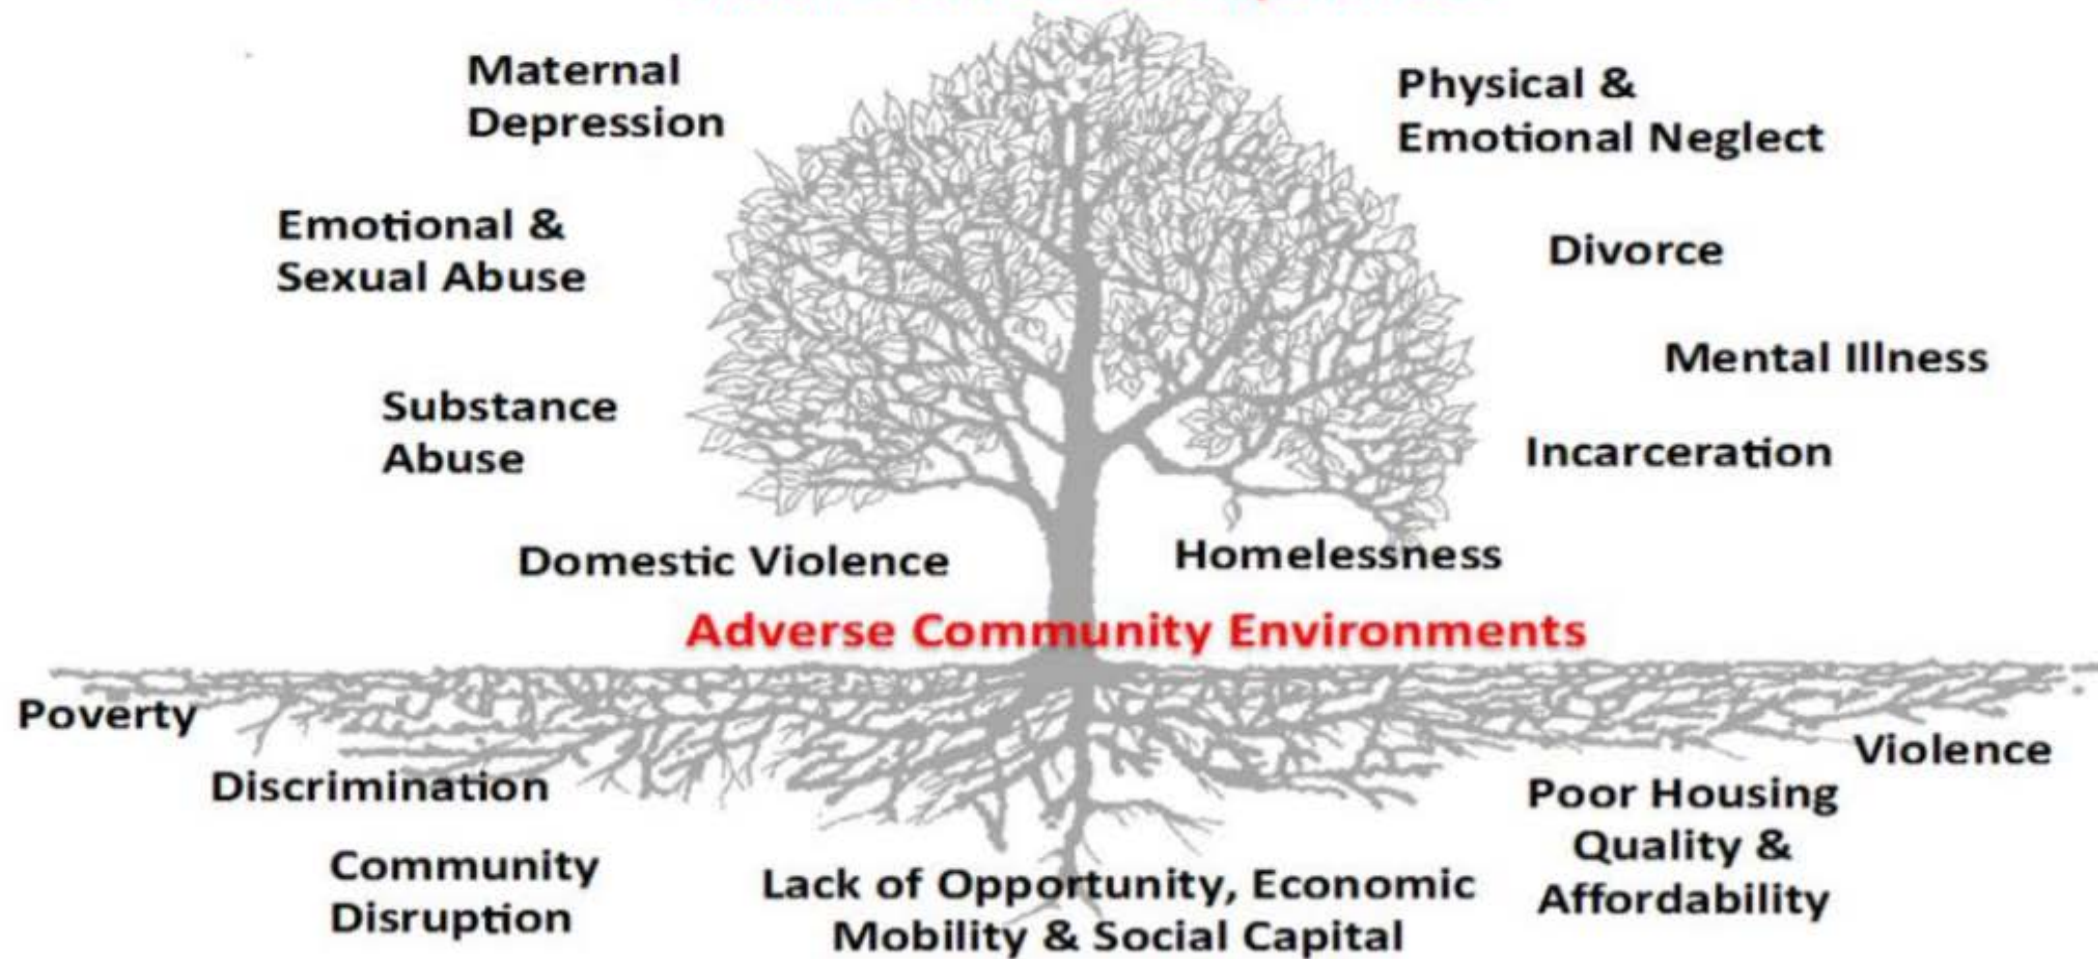 Maternal
Depression
Physical &
Emotional Neglect
Emotional &
Sexual Abuse
Divorce
Mental Illness
Substance
Abuse
Incarceration
Domestic Violence
Homelessness
Adverse Community Environments
Poverty
Violence
Discrimination
Poor Housing
Quality &
Affordability
Community
Disruption
Lack of Opportunity, Economic
Mobility & Social Capital